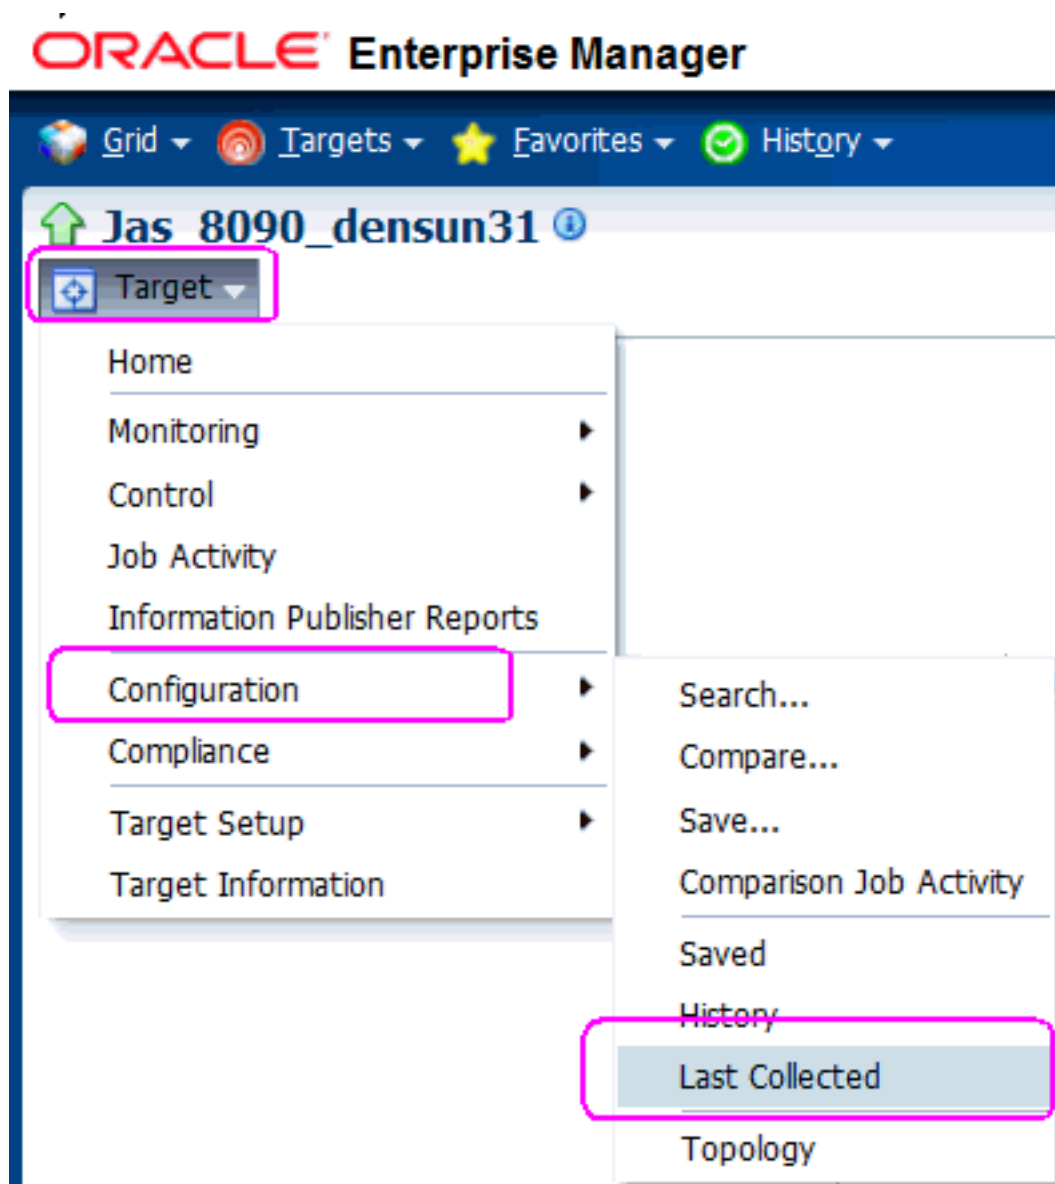 ORACLE Enterprise Manager
Grid Targets Favorites History
Jas_8090_densun31
Target
Home
Monitoring
Control
Job Activity
Information Publisher Reports
Configuration
Compliance
Target Setup
Target Information
Search...
Compare...
Save...
Comparison Job Activity
Saved
History
Last Collected
Topology